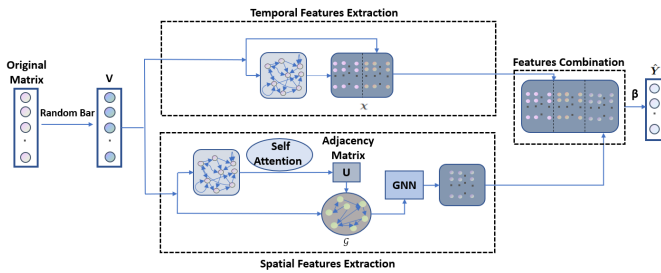 Temporal Features Extraction
Original
Matrix
V
Random Bar
𝒳
Features Combination
β
Ŷ
Self
Attention
Adjacency
Matrix
U
GNN
𝒢
Spatial Features Extraction